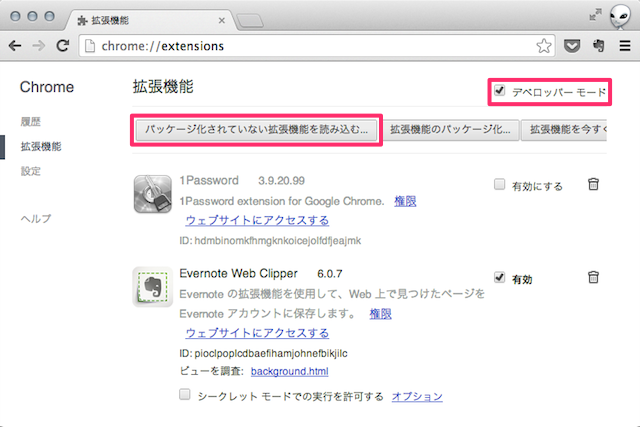 拡張機能
chrome://extensions
Chrome
拡張機能
デベロッパー モード
履歴
拡張機能
設定
ヘルプ
パッケージ化されていない拡張機能を読み込む...
拡張機能のパッケージ化...
拡張機能を今すぐ
1Password 3.9.20.99
有効にする
1Password extension for Google Chrome. 権限
ウェブサイトにアクセスする
ID: hdmbinomkfhmgknkoicejolfdfjeajmk
Evernote Web Clipper 6.0.7
有効
Evernote の拡張機能を使用して、Web 上で見つけたページを
Evernote アカウントに保存します。 権限
ウェブサイトにアクセスする
ID: pioclpoplcdbaefihamjohnefbikjilc
ビューを調査: background.html
シークレット モードでの実行を許可する オプション